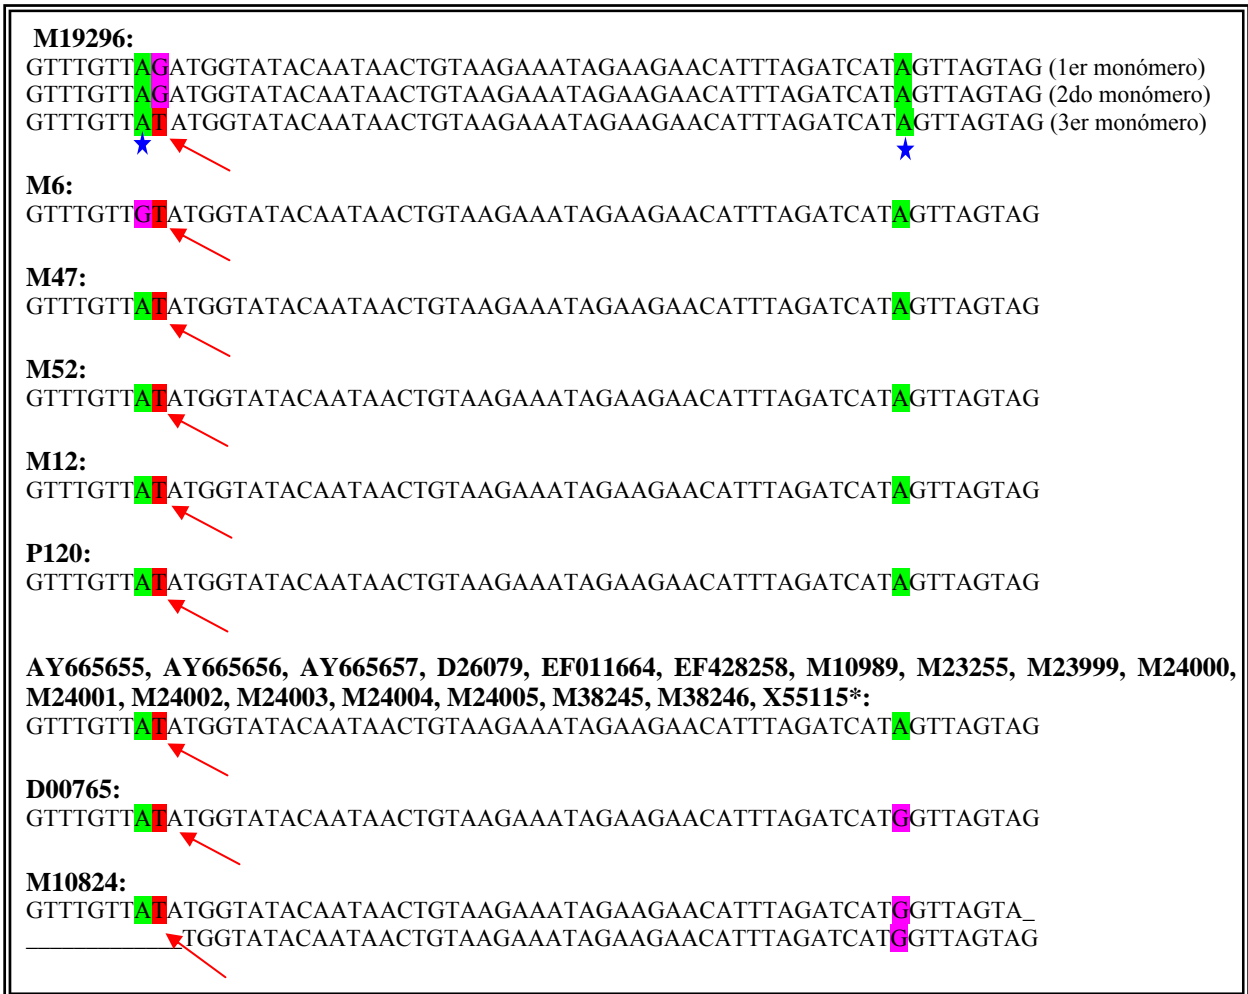 M19296:
GTTTGTTAGATGGTATACAATAACTGTAAGAAATAGAAGAACATTTAGATCATAGTTAGTAG (1er monómero)
GTTTGTTAGATGGTATACAATAACTGTAAGAAATAGAAGAACATTTAGATCATAGTTAGTAG (2do monómero)
GTTTGTTATATGGTATACAATAACTGTAAGAAATAGAAGAACATTTAGATCATAGTTAGTAG (3er monómero)
M6:
GTTTGTTGTATGGTATACAATAACTGTAAGAAATAGAAGAACATTTAGATCATAGTTAGTAG
M47:
GTTTGTTATATGGTATACAATAACTGTAAGAAATAGAAGAACATTTAGATCATAGTTAGTAG
M52:
GTTTGTTATATGGTATACAATAACTGTAAGAAATAGAAGAACATTTAGATCATAGTTAGTAG
M12:
GTTTGTTATATGGTATACAATAACTGTAAGAAATAGAAGAACATTTAGATCATAGTTAGTAG
P120:
GTTTGTTATATGGTATACAATAACTGTAAGAAATAGAAGAACATTTAGATCATAGTTAGTAG
AY665655, AY665656, AY665657, D26079, EF011664, EF428258, M10989, M23255, M23999, M24000,
M24001, M24002, M24003, M24004, M24005, M38245, M38246, X55115*:
GTTTGTTATATGGTATACAATAACTGTAAGAAATAGAAGAACATTTAGATCATAGTTAGTAG
D00765:
GTTTGTTATATGGTATACAATAACTGTAAGAAATAGAAGAACATTTAGATCATGGTTAGTAG
M10824:
GTTTGTTATATGGTATACAATAACTGTAAGAAATAGAAGAACATTTAGATCATGGTTAGTA_
____________TGGTATACAATAACTGTAAGAAATAGAAGAACATTTAGATCATGGTTAGTAG